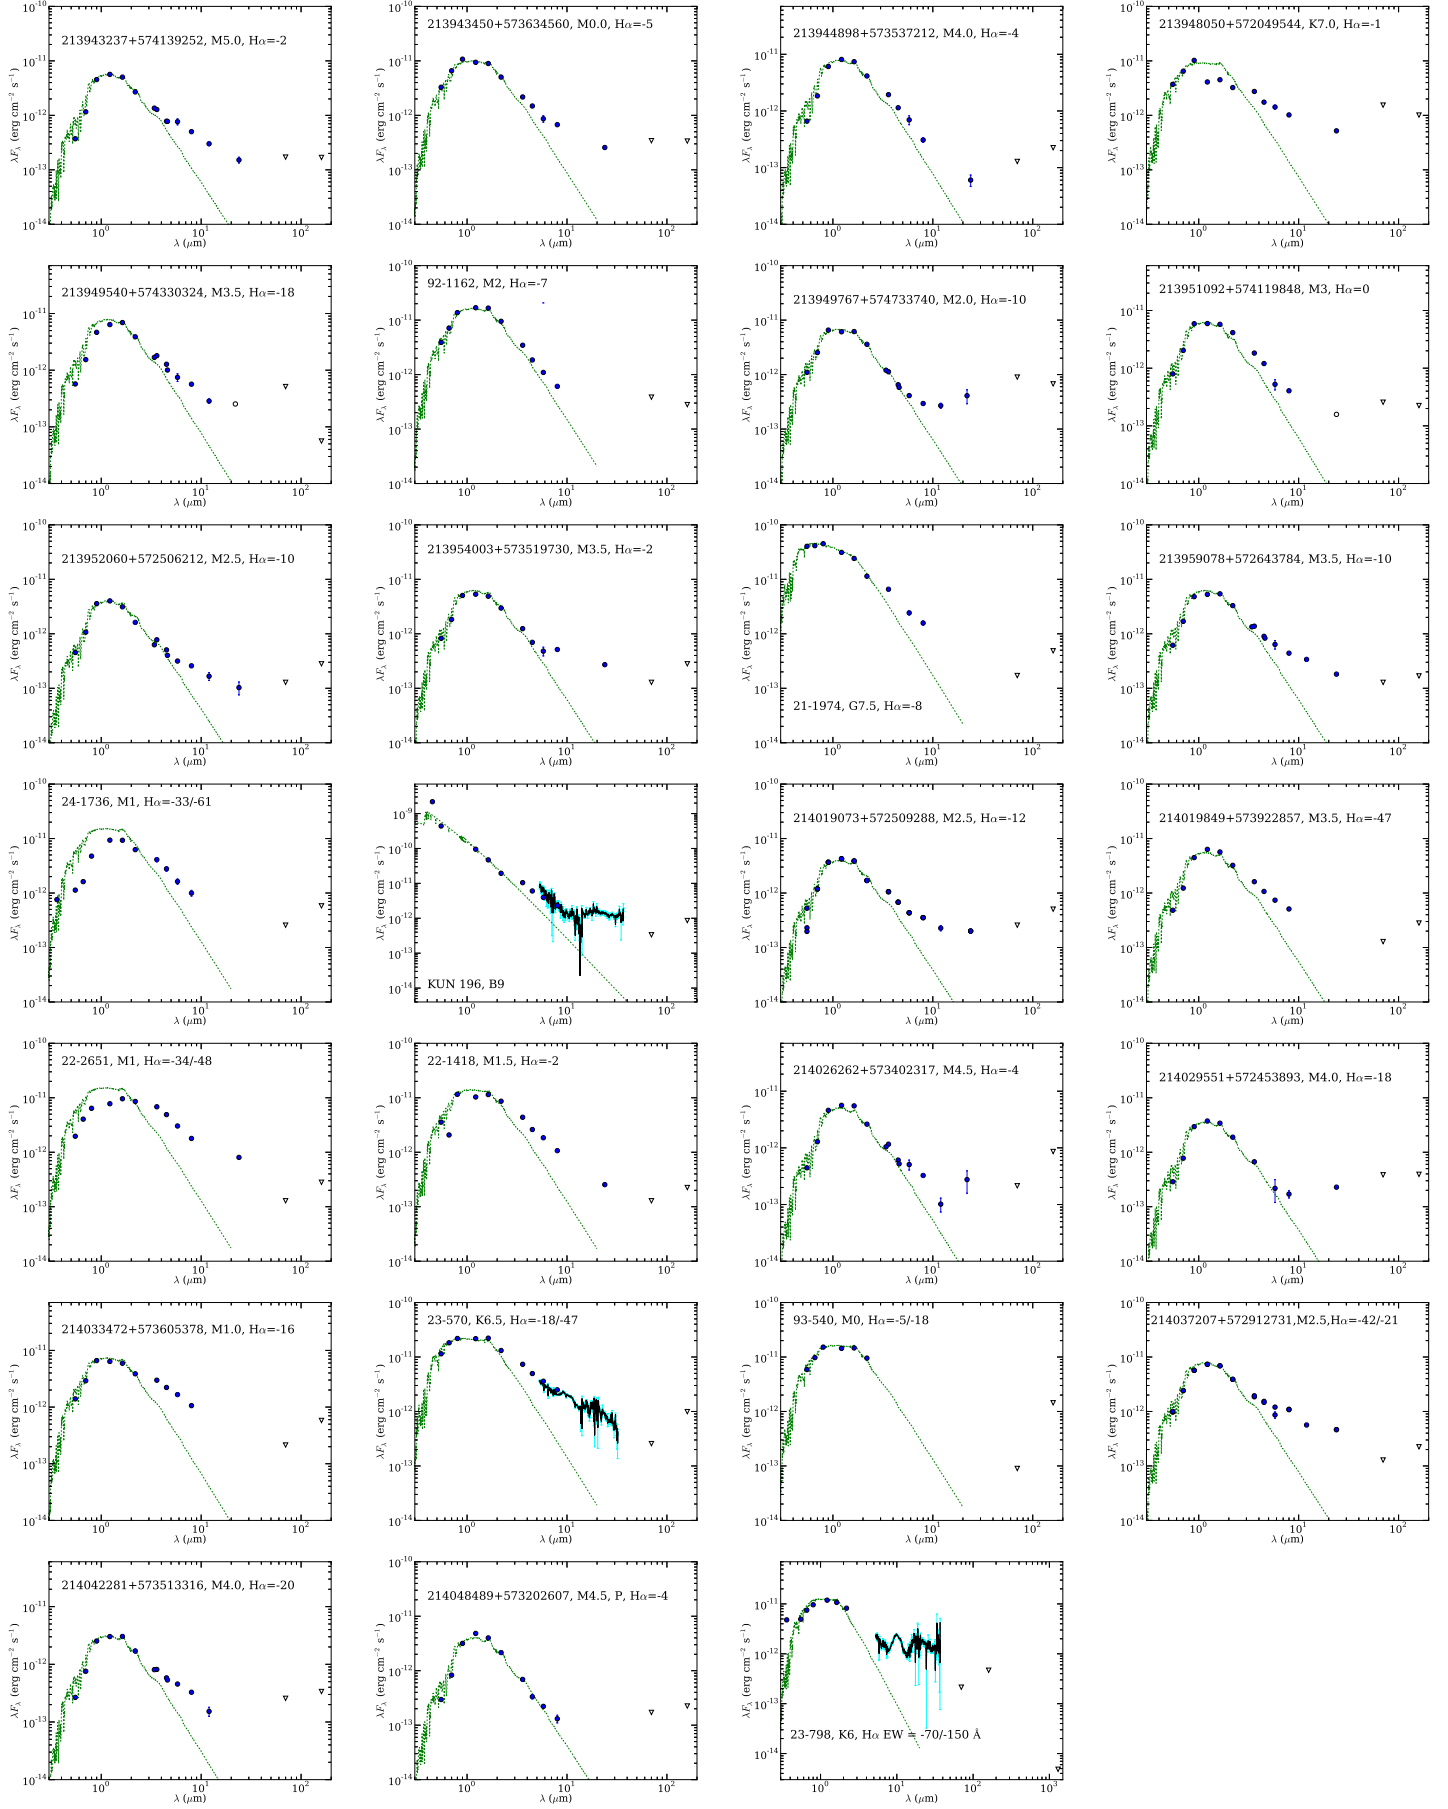 213943237+574139252, M5.0, Hα=-2
213943450+573634560, M0.0, Hα=-5
213944898+573537212, M4.0, Hα=-4
213948050+572049544, K7.0, Hα=-1
213949540+574330324, M3.5, Hα=-18
92-1162, M2, Hα=-7
213949767+574733740, M2.0, Hα=-10
213951092+574119848, M3, Hα=0
213952060+572506212, M2.5, Hα=-10
213954003+573519730, M3.5, Hα=-2
21-1974, G7.5, Hα=-8
213959078+572643784, M3.5, Hα=-10
24-1736, M1, Hα=-33/-61
KUN 196, B9
214019073+572509288, M2.5, Hα=-12
214019849+573922857, M3.5, Hα=-47
22-2651, M1, Hα=-34/-48
22-1418, M1.5, Hα=-2
214026262+573402317, M4.5, Hα=-4
214029551+572453893, M4.0, Hα=-18
214033472+573605378, M1.0, Hα=-16
23-570, K6.5, Hα=-18/-47
93-540, M0, Hα=-5/-18
214037207+572912731,M2.5,Hα=-42/-21
214042281+573513316, M4.0, Hα=-20
214048489+573202607, M4.5, P, Hα=-4
23-798, K6, Hα EW = -70/-150 Å
λFλ (erg cm⁻² s⁻¹)
λ (μm)